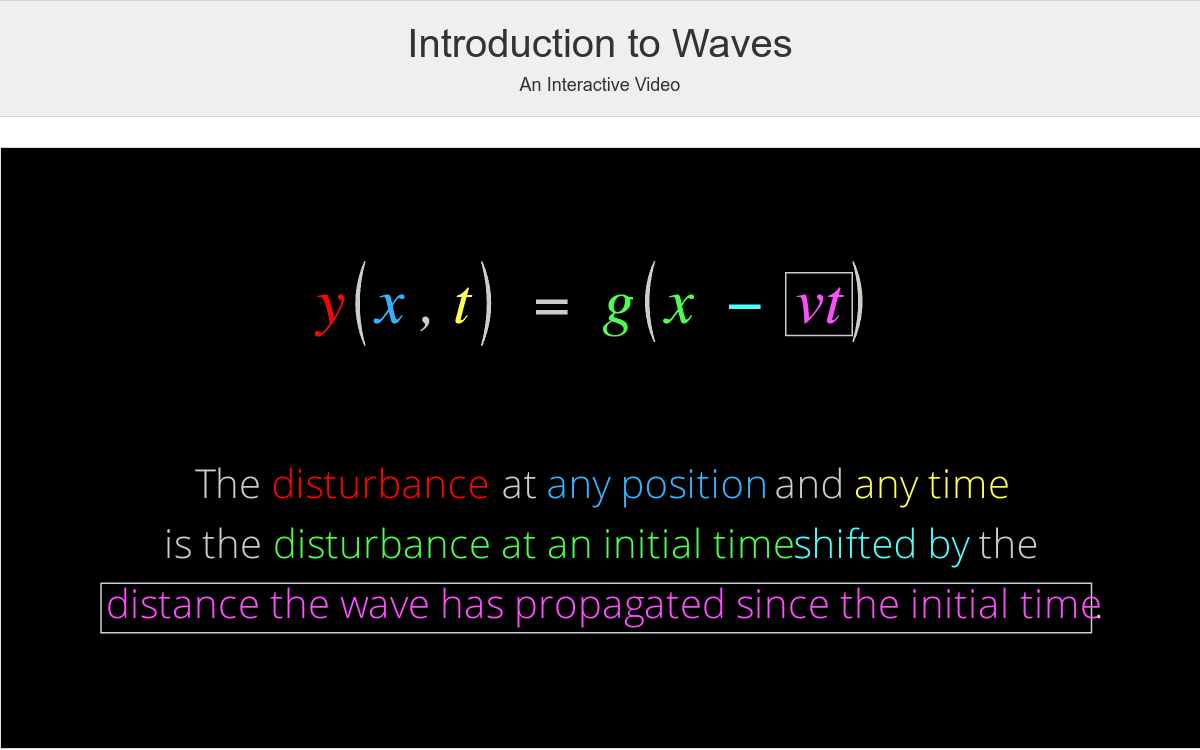 Introduction to Waves
An Interactive Video
y(x, t) = g(x − vt)
The disturbance at any position and any time
is the disturbance at an initial timeshifted by the
distance the wave has propagated since the initial time.